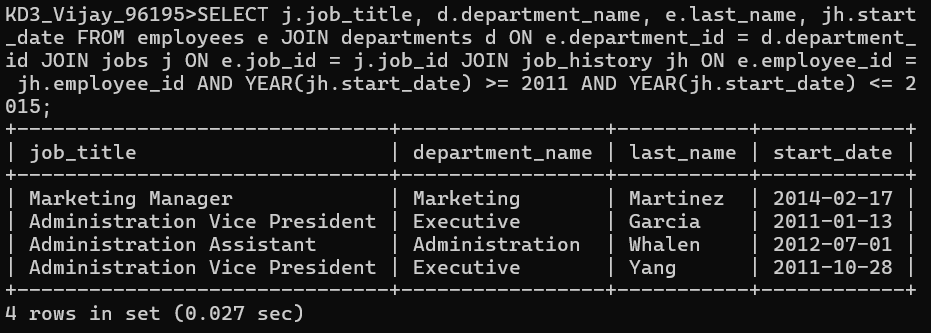 KD3_Vijay_96195>SELECT j.job_title, d.department_name, e.last_name, jh.start
_date FROM employees e JOIN departments d ON e.department_id = d.department_
id JOIN jobs j ON e.job_id = j.job_id JOIN job_history jh ON e.employee_id =
 jh.employee_id AND YEAR(jh.start_date) >= 2011 AND YEAR(jh.start_date) <= 2
015;
+-------------------------------+-----------------+-----------+------------+
| job_title                     | department_name | last_name | start_date |
+-------------------------------+-----------------+-----------+------------+
| Marketing Manager             | Marketing       | Martinez  | 2014-02-17 |
| Administration Vice President | Executive       | Garcia    | 2011-01-13 |
| Administration Assistant      | Administration  | Whalen    | 2012-07-01 |
| Administration Vice President | Executive       | Yang      | 2011-10-28 |
+-------------------------------+-----------------+-----------+------------+
4 rows in set (0.027 sec)